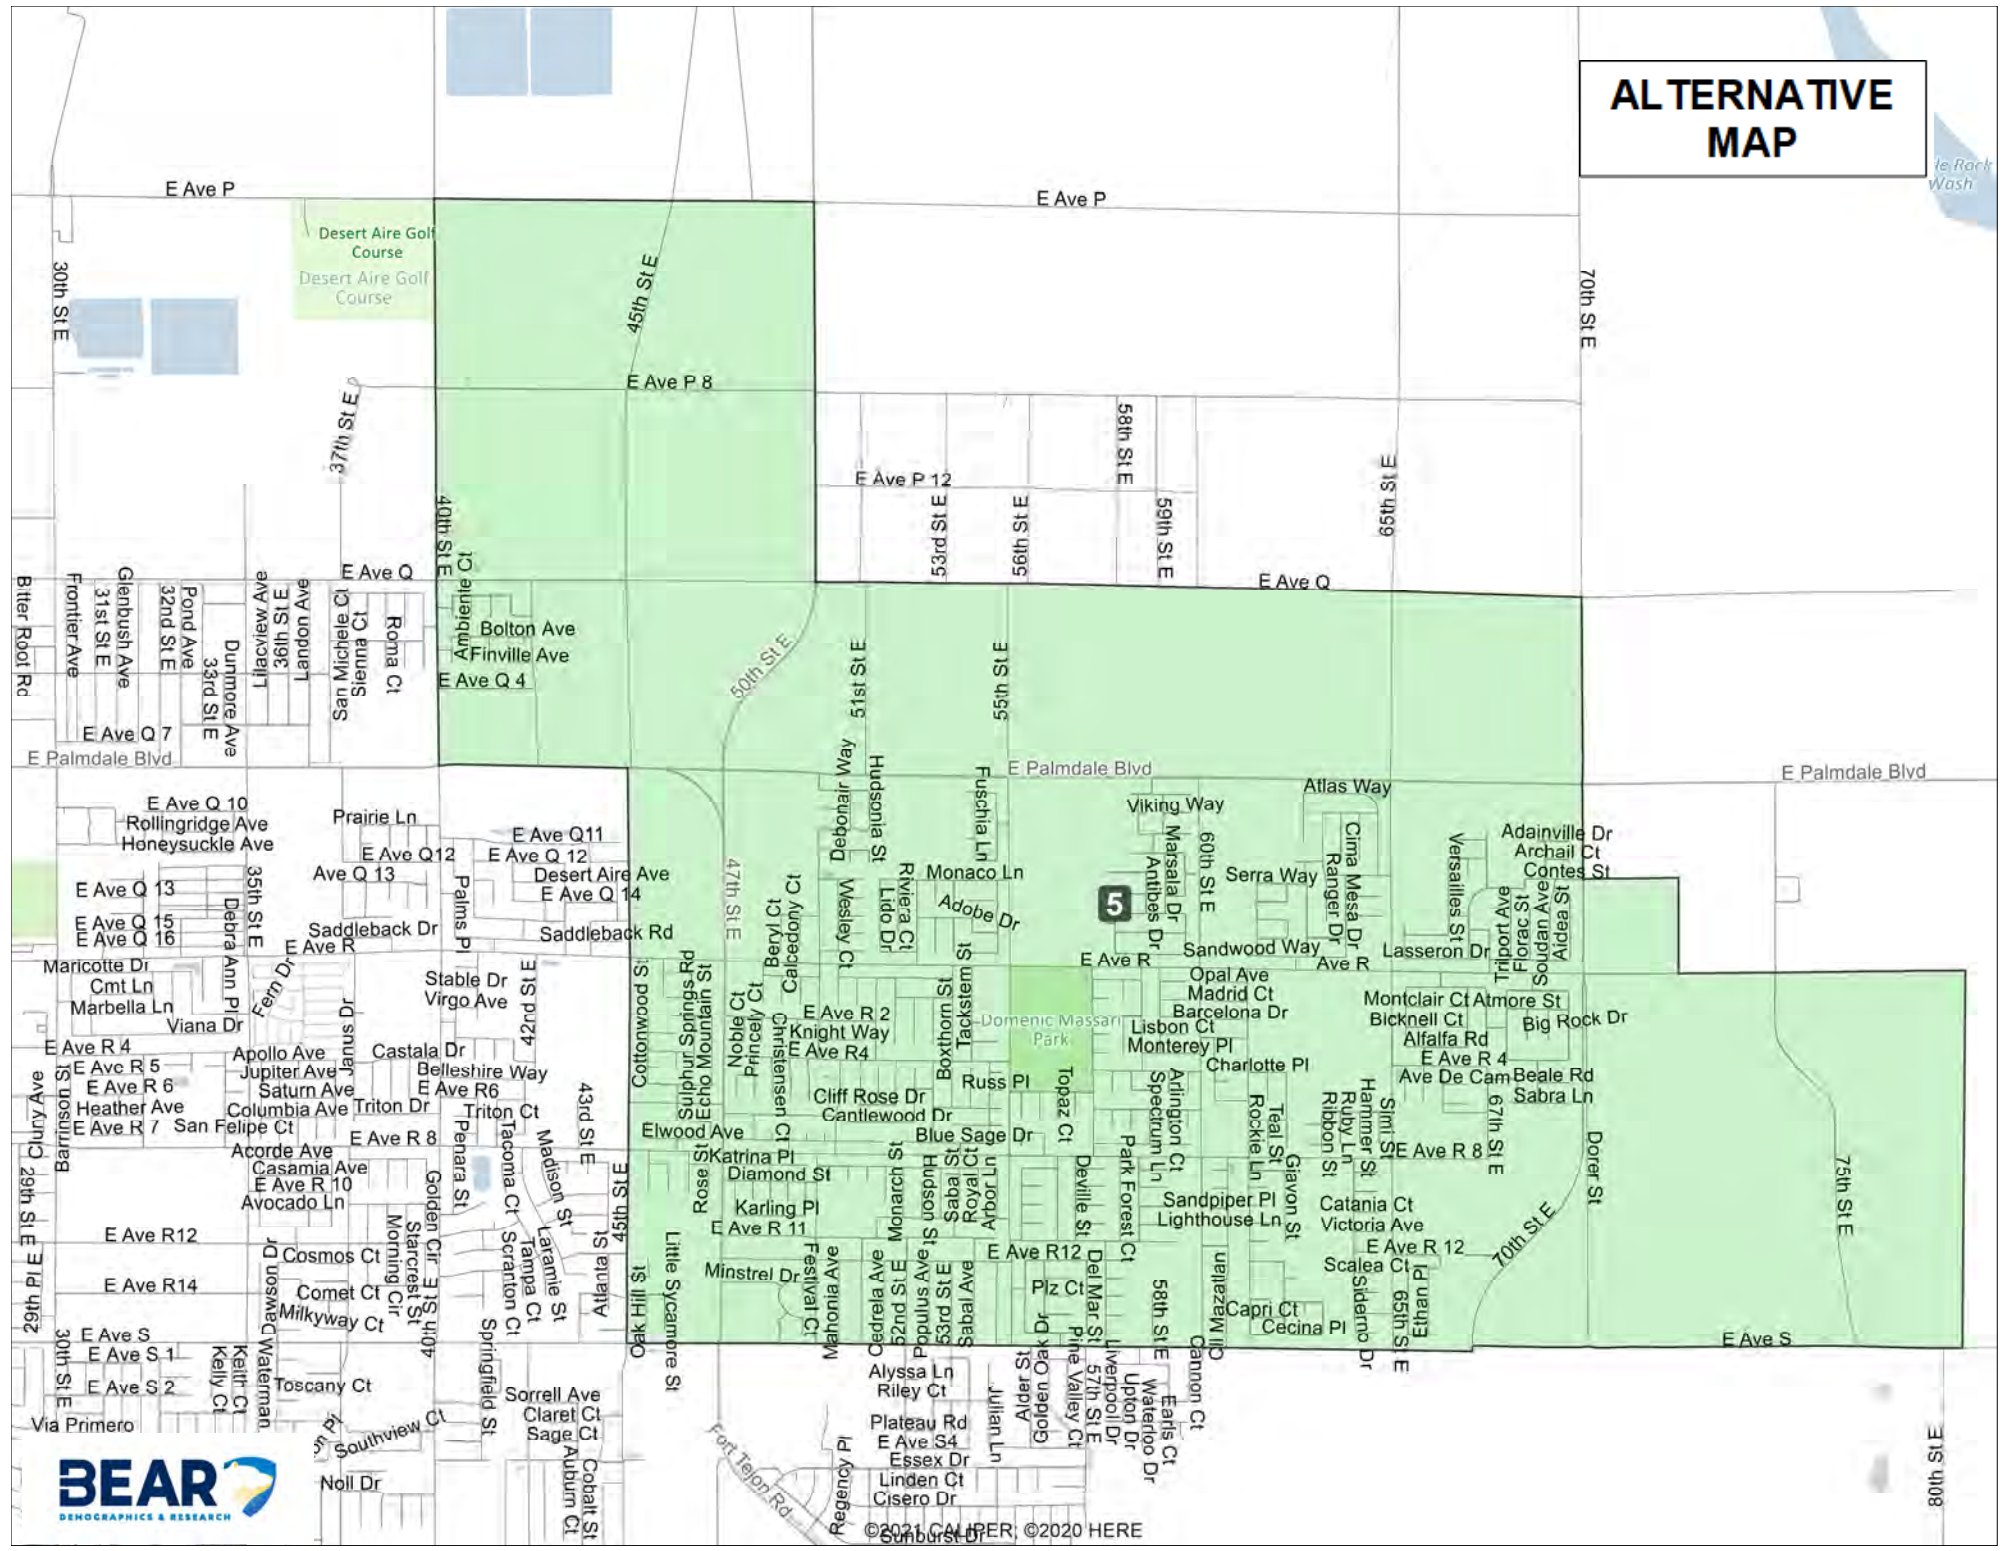 ALTERNATIVE
MAP
Wash
E Ave P
E Ave P
Desert Aire Golf
Course
Desert Aire Golf
Course
30th St E
45th St E
70th St E
E Ave P 8
37th St E
58th St E
E Ave P 12
65th St E
40th St E
53rd St E
56th St E
59th St E
E Ave Q
E Ave Q
Bitter Root Rd
Frontier Ave
31st St E
Glenbush Ave
32nd St E
Pond Ave
33rd St E
Dunmore Ave
Lilacview Ave
36th St E
Landon Ave
San Michele Ct
Sienna Ct
Roma Ct
Ambiente Ct
Bolton Ave
Finville Ave
E Ave Q 4
50th St E
51st St E
55th St E
E Ave Q 7
E Palmdale Blvd
E Palmdale Blvd
E Palmdale Blvd
E Ave Q 10
Rollingridge Ave
Honeysuckle Ave
Prairie Ln
E Ave Q11
E Ave Q12
E Ave Q 12
Ave Q 13
Desert Aire Ave
E Ave Q 14
E Ave Q 13
E Ave Q 15
E Ave Q 16
35th St E
Debra Ann Pl
Palms Pl
Saddleback Dr
Saddleback Rd
E Ave R
47th St E
Debonair Way
Hudsonia St
Fuschia Ln
Viking Way
Atlas Way
Marsala Dr
Antibes Dr
60th St E
Serra Way
Cima Mesa Dr
Ranger Dr
Versailles St
Adainville Dr
Archail Ct
Contes St
Monaco Ln
Adobe Dr
Riviera Ct
Lido Dr
Wesley Ct
Calcedony Ct
Beryl Ct
5
Sandwood Way
Lasseron Dr
E Ave R
Ave R
Triport Ave
Florac St
Soudan Ave
Aidea St
Maricotte Dr
Cmt Ln
Marbella Ln
Viana Dr
Fern Dr
Janus Dr
Stable Dr
Virgo Ave
42nd St E
Cottonwood St
Sulphur Springs Rd
Echo Mountain St
Noble Ct
Princely Ct
Christensen Ct
E Ave R 2
Knight Way
E Ave R4
Boxthorn St
Tacksten St
Domenic Massari
Park
Opal Ave
Madrid Ct
Barcelona Dr
Lisbon Ct
Monterey Pl
Charlotte Pl
Montclair Ct
Atmore St
Bicknell Ct
Big Rock Dr
Alfalfa Rd
E Ave R 4
Ave De Cam
Beale Rd
Sabra Ln
E Ave R 4
E Ave R 5
E Ave R 6
Heather Ave
E Ave R 7
San Felipe Ct
Apollo Ave
Jupiter Ave
Saturn Ave
Columbia Ave
Castala Dr
Belleshire Way
E Ave R6
Triton Dr
Triton Ct
E Ave R 8
43rd St E
Churry Ave
Barrinson St
Russ Pl
Cliff Rose Dr
Cantlewood Dr
Elwood Ave
Blue Sage Dr
Topaz Ct
Spectrum Ln
Arlington Ct
Rockie Ln
Teal St
Ribbon St
Ruby Ln
Hammer St
Simi St
67th St E
E Ave R 8
Dorer St
75th St E
Acorde Ave
Casamia Ave
E Ave R 10
Avocado Ln
Golden Cir
Penara St
Tacoma Ct
Madison St
45th St E
Rose St
Katrina Pl
Diamond St
Karling Pl
E Ave R 11
Monarch St
Hudson St
Saba St
Royal Ct
Arbor Ln
Deville St
Park Forest Ct
Giavon St
Sandpiper Pl
Lighthouse Ln
Catania Ct
Victoria Ave
E Ave R 12
Scalea Ct
70th St E
29th St E
E Ave R12
Cosmos Ct
Morning Cir
Starcrest St
Scranton Ct
Tampa Ct
Laramie St
Atlanta St
Minstrel Dr
Festival Ct
Mahonia Ave
Cedrela Ave
52nd St E
Populus Ave
53rd St E
Sabal Ave
E Ave R12
Plz Ct
Del Mar St
58th St E
Mazatlan
Capri Ct
Cecina Pl
Siderno Dr
65th St E
Ethan Pl
29th Pl E
E Ave R14
Comet Ct
Milkyway Ct
Dawson Dr
40th St E
Springfield St
Oak Hill St
Little Sycamore St
E Ave S
E Ave S
E Ave S 1
E Ave S 2
30th St E
Kelly Ct
Keith Ct
Waterman
Toscany Ct
Southview Ct
Via Primero
Noll Dr
Sorrell Ave
Claret Ct
Sage Ct
Auburn Ct
Cobalt St
Fort Tejon Rd
Regency Pl
Alyssa Ln
Riley Ct
Plateau Rd
E Ave S4
Essex Dr
Linden Ct
Cisero Dr
Sunburst Dr
Julian Ln
Alder St
Golden Oak Dr
Pine Valley Ct
57th St E
Liverpool Dr
Upton Dr
Waterloo Dr
Earls Ct
Cannon Ct
80th St E
BEAR
DEMOGRAPHICS & RESEARCH
©2021 CALIPER; ©2020 HERE